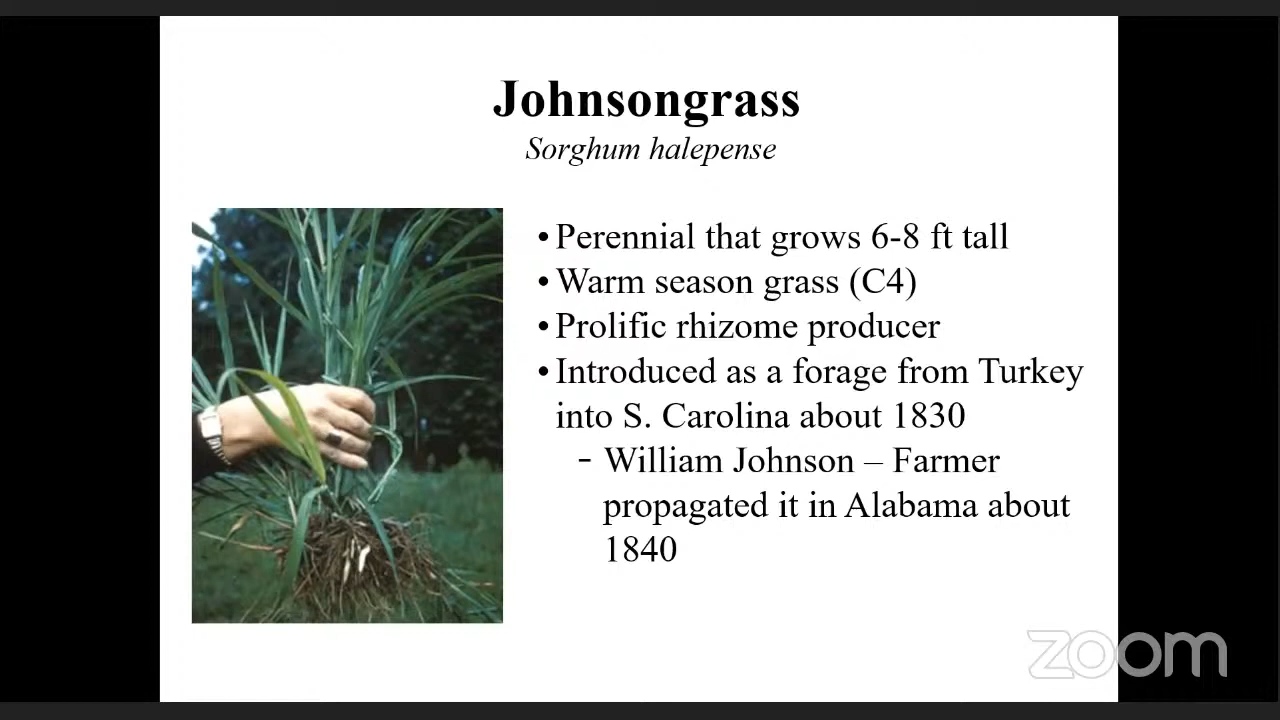 Johnsongrass
Sorghum halepense
• Perennial that grows 6-8 ft tall
• Warm season grass (C4)
• Prolific rhizome producer
• Introduced as a forage from Turkey
into S. Carolina about 1830
- William Johnson – Farmer
propagated it in Alabama about
1840
zoom